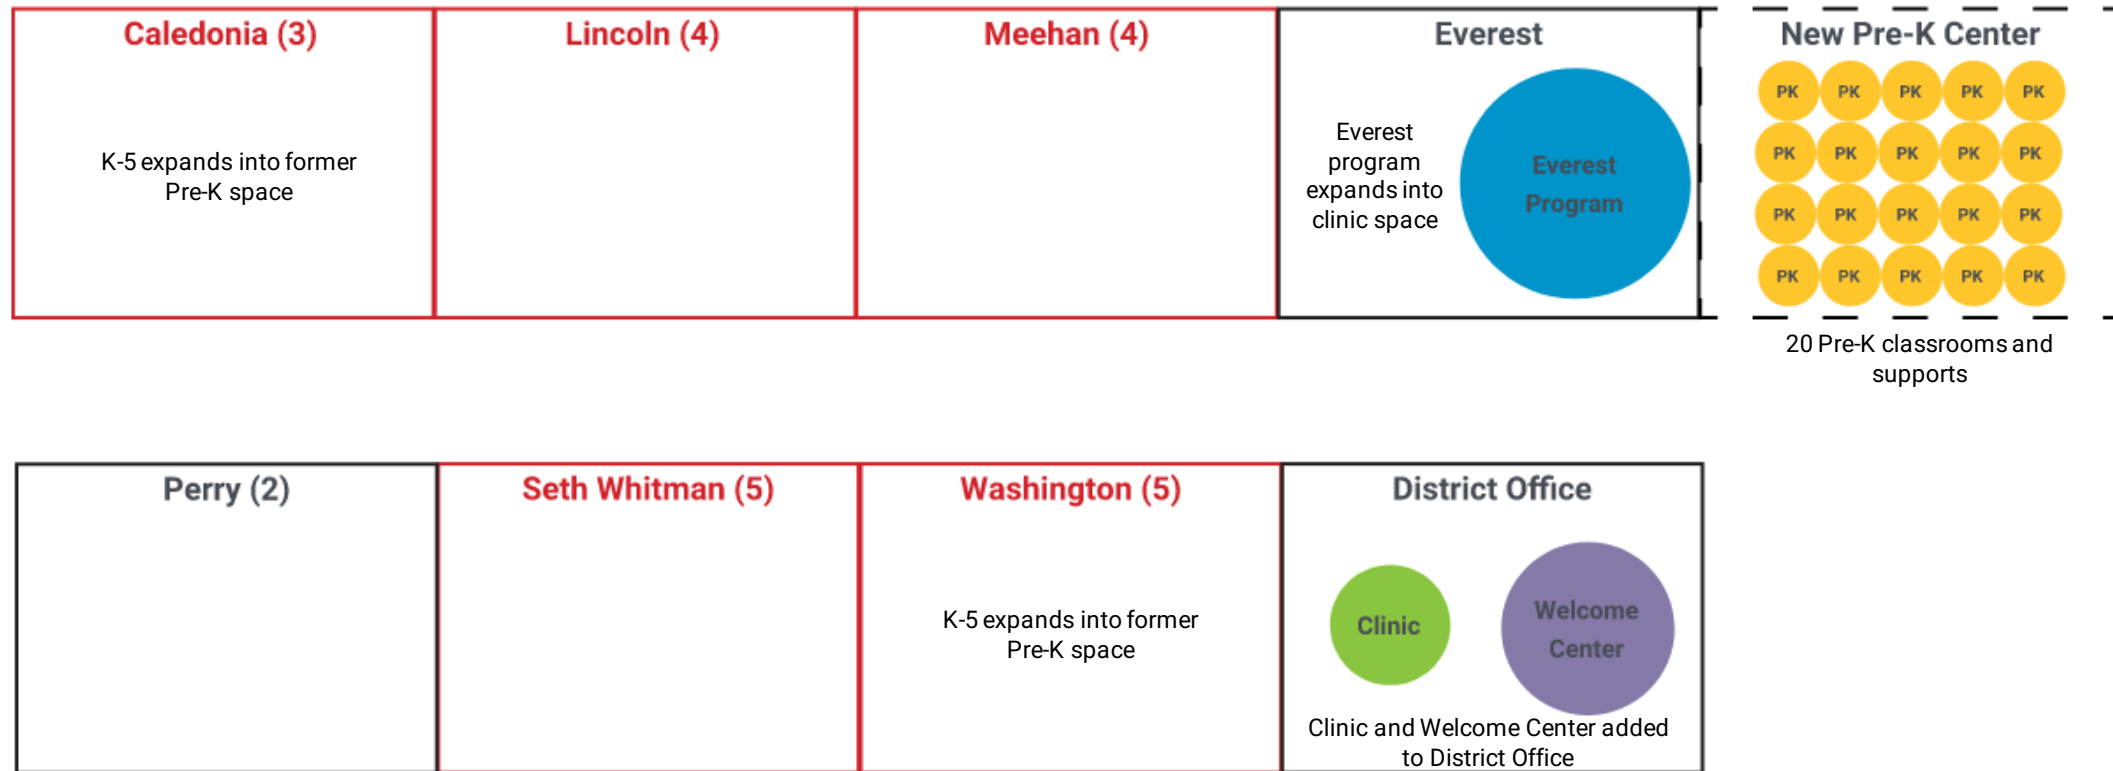 Caledonia (3)
K-5 expands into former
Pre-K space
Lincoln (4)
Meehan (4)
Everest
Everest
program
expands into
clinic space
Everest
Program
New Pre-K Center
PK PK PK PK PK
PK PK PK PK PK
PK PK PK PK PK
PK PK PK PK PK
20 Pre-K classrooms and
supports
Perry (2)
Seth Whitman (5)
Washington (5)
K-5 expands into former
Pre-K space
District Office
Clinic
Welcome
Center
Clinic and Welcome Center added
to District Office